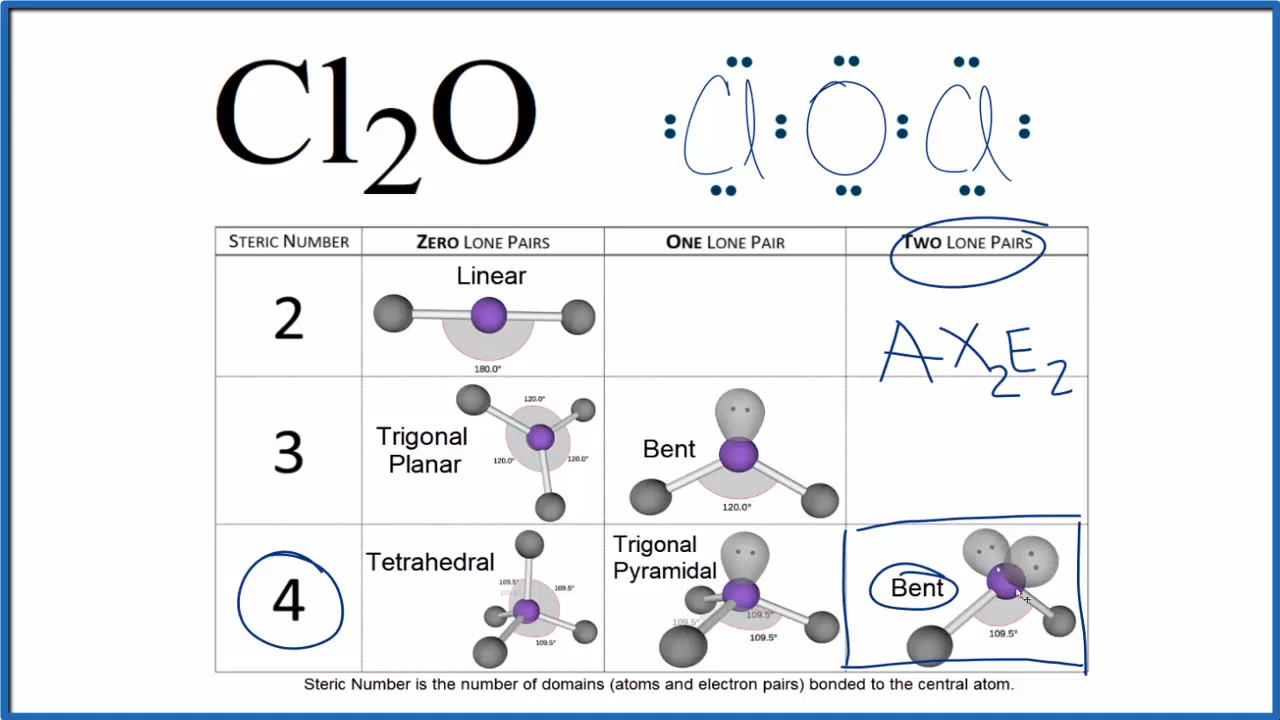 Cl₂O
Cl O Cl
STERIC NUMBER ZERO LONE PAIRS ONE LONE PAIR TWO LONE PAIRS
2
Linear
180.0°
AX₂E₂
3
Trigonal
Planar
120.0°
120.0°
120.0°
Bent
120.0°
4
Tetrahedral
109.5°
109.5°
109.5°
Trigonal
Pyramidal
109.5°
109.5°
109.5°
Bent
109.5°
Steric Number is the number of domains (atoms and electron pairs) bonded to the central atom.